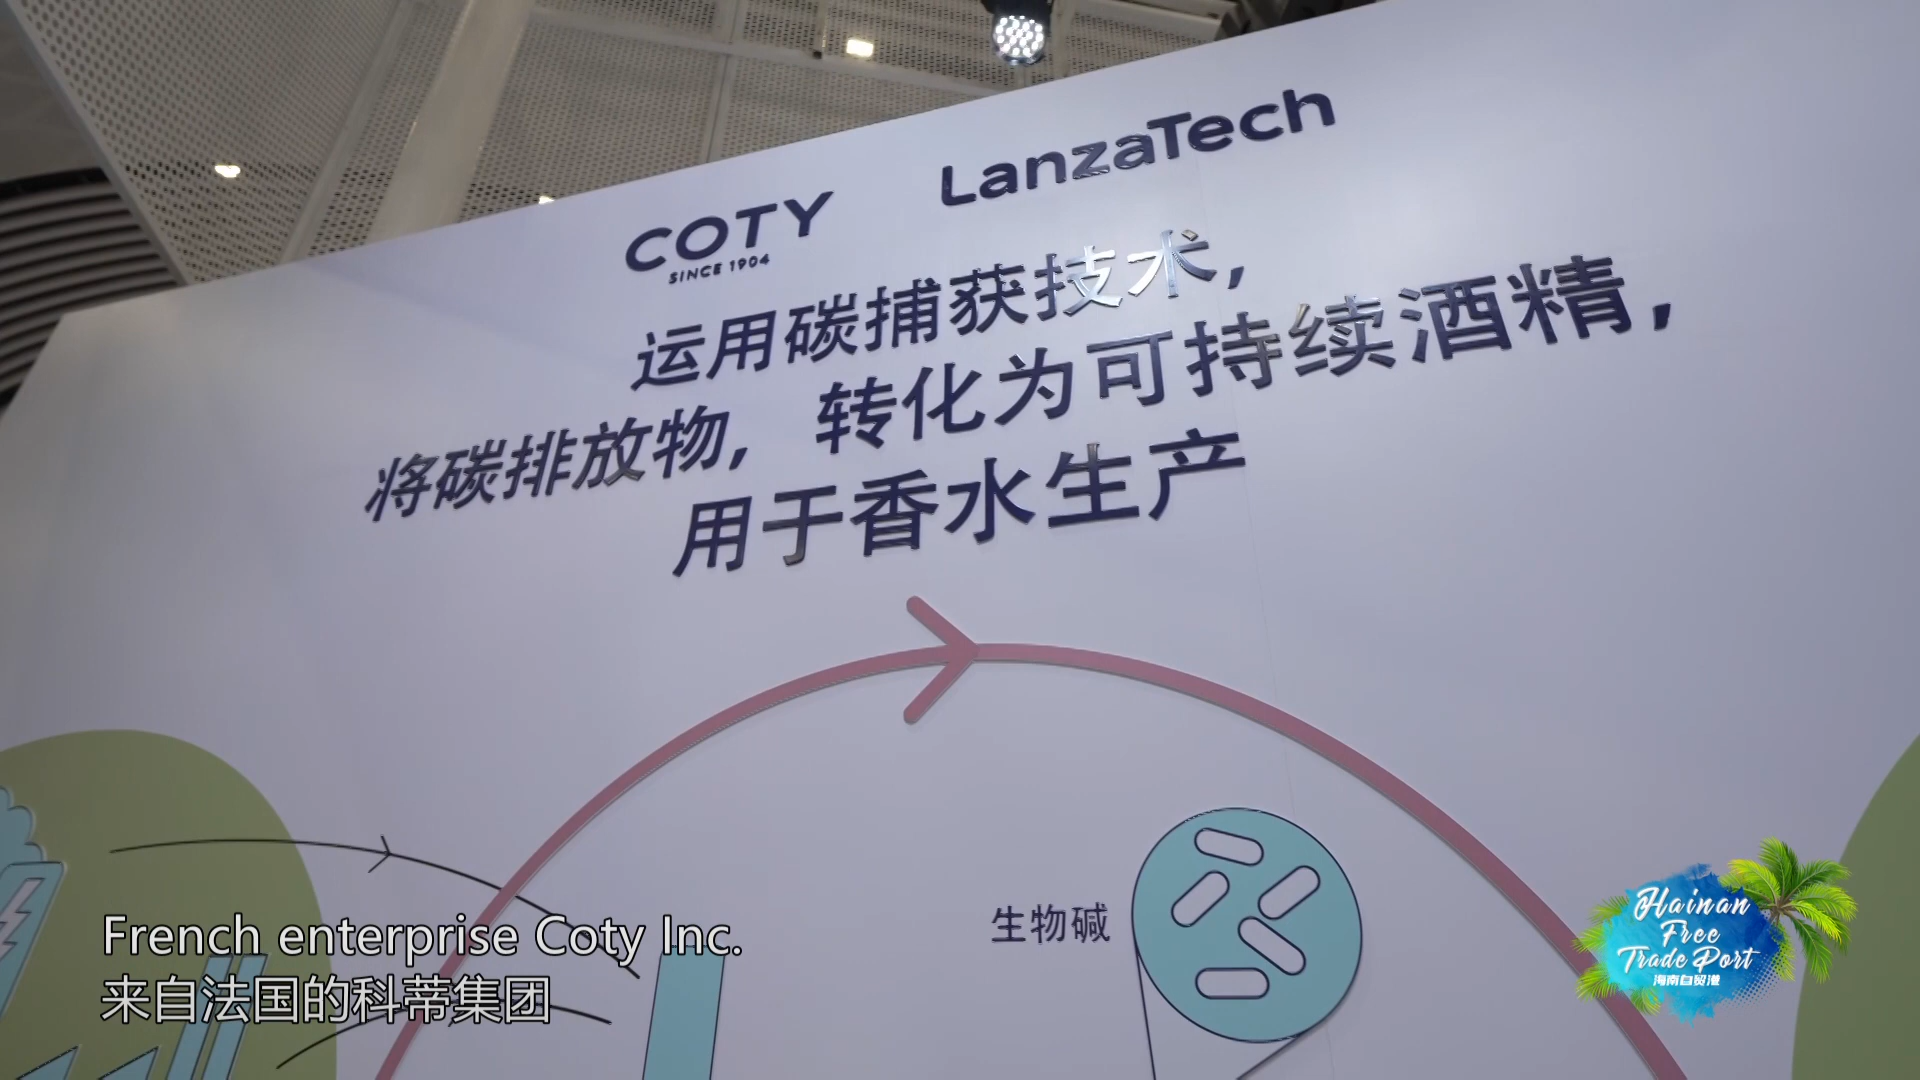 COTY
SINCE 1904
LanzaTech
运用碳捕获技术,
将碳排放物, 转化为可持续酒精,
用于香水生产
生物碱
French enterprise Coty Inc.
来自法国的科蒂集团
Hainan
Free
Trade Port
海南自贸港